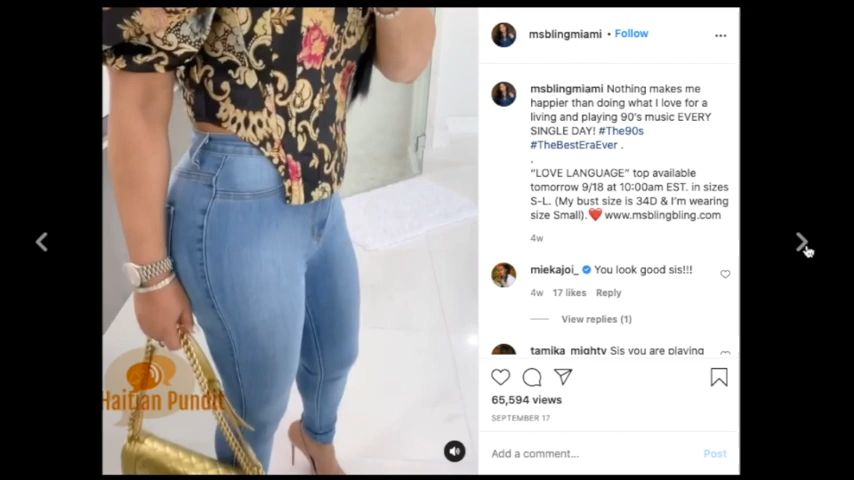 msblingmiami • Follow
msblingmiami Nothing makes me
happier than doing what I love for a
living and playing 90's music EVERY
SINGLE DAY! #The90s
#TheBestEraEver .
.
“LOVE LANGUAGE” top available
tomorrow 9/18 at 10:00am EST. in sizes
S-L. (My bust size is 34D & I'm wearing
size Small).❤️ www.msblingbling.com
4w
miekajoi_ You look good sis!!!
4w 17 likes Reply
View replies (1)
tamika_mighty Sis you are playing
65,594 views
SEPTEMBER 17
Add a comment... Post
Haitian Pundit